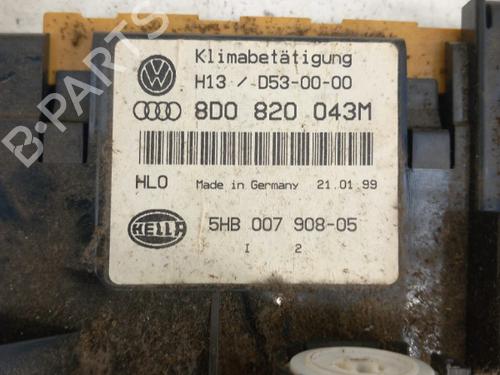 Klimabetätigung
H13 / D53-00-00
8D0 820 043M
HLO Made in Germany 21.01.99
HELLA 5HB 007 908-05
I 2
B-PARTS